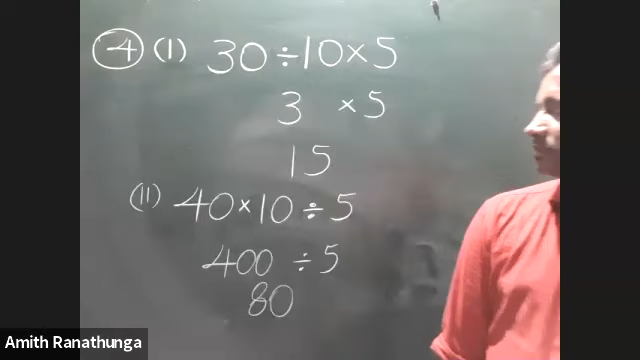 4 (I) 30 ÷ 10 × 5
3 × 5
15
(II) 40 × 10 ÷ 5
400 ÷ 5
80
Amith Ranathunga